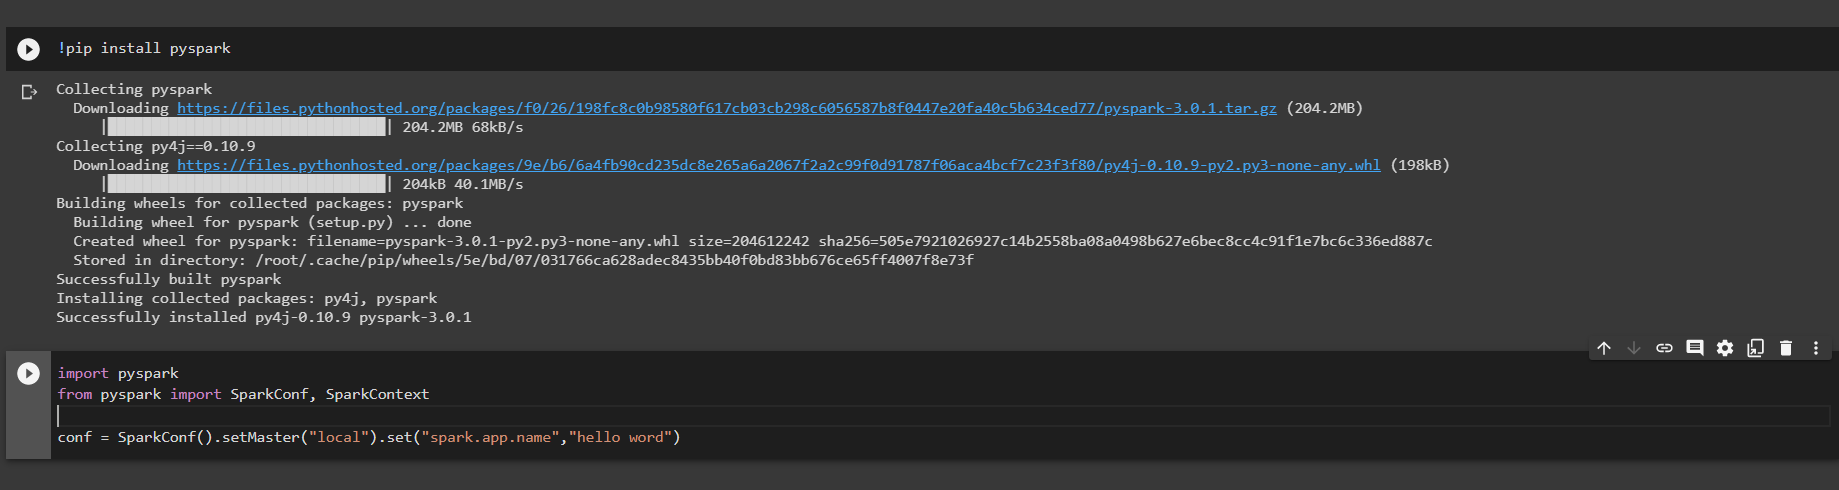 !pip install pyspark
Collecting pyspark
Downloading https://files.pythonhosted.org/packages/f0/26/198fc8c0b98580f617cb03cb298c6056587b8f0447e20fa40c5b634ced77/pyspark-3.0.1.tar.gz (204.2MB)
204.2MB 68kB/s
Collecting py4j==0.10.9
Downloading https://files.pythonhosted.org/packages/9e/b6/6a4fb90cd235dc8e265a6a2067f2a2c99f0d91787f06aca4bcf7c23f3f80/py4j-0.10.9-py2.py3-none-any.whl (198kB)
204kB 40.1MB/s
Building wheels for collected packages: pyspark
Building wheel for pyspark (setup.py) ... done
Created wheel for pyspark: filename=pyspark-3.0.1-py2.py3-none-any.whl size=204612242 sha256=505e7921026927c14b2558ba08a0498b627e6bec8cc4c91f1e7bc6c336ed887c
Stored in directory: /root/.cache/pip/wheels/5e/bd/07/031766ca628adec8435bb40f0bd83bb676ce65ff4007f8e73f
Successfully built pyspark
Installing collected packages: py4j, pyspark
Successfully installed py4j-0.10.9 pyspark-3.0.1
import pyspark
from pyspark import SparkConf, SparkContext
conf = SparkConf().setMaster("local").set("spark.app.name","hello word")